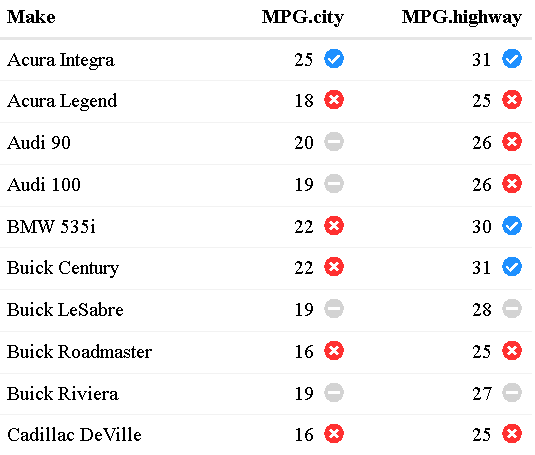 Make MPG.city MPG.highway
Acura Integra 25 31
Acura Legend 18 25
Audi 90 20 26
Audi 100 19 26
BMW 535i 22 30
Buick Century 22 31
Buick LeSabre 19 28
Buick Roadmaster 16 25
Buick Riviera 19 27
Cadillac DeVille 16 25